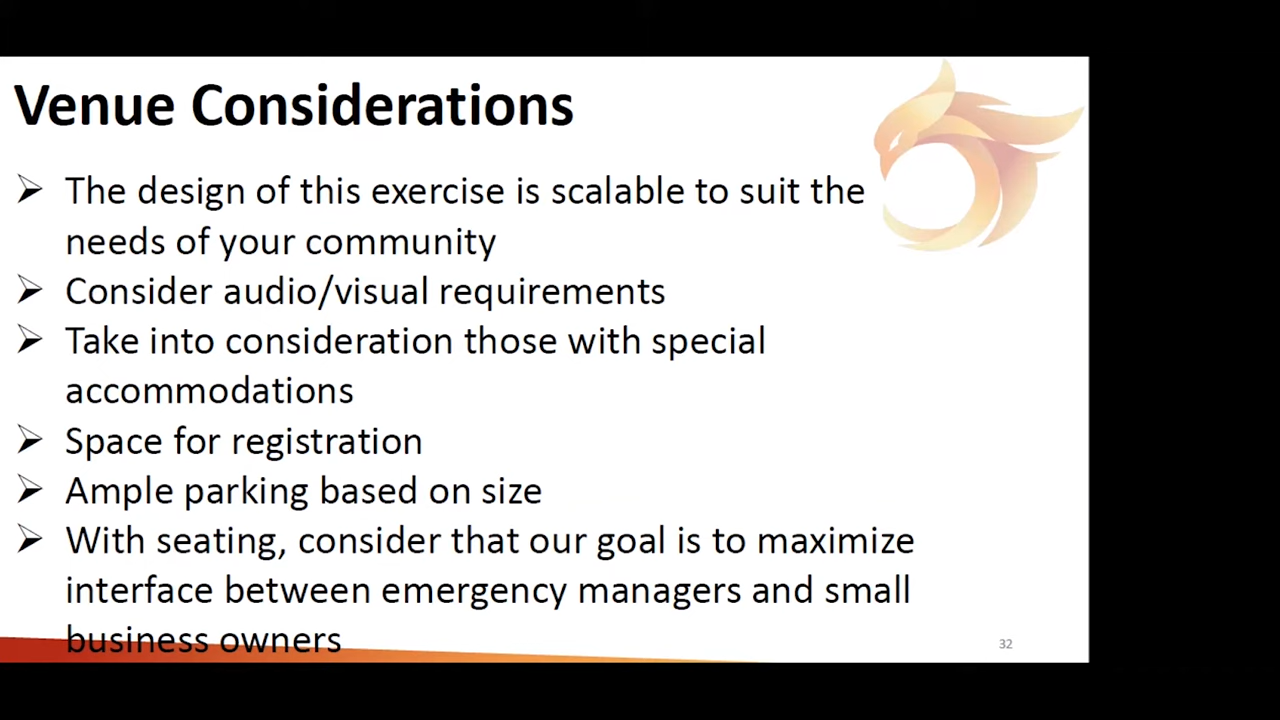 Venue Considerations
➢ The design of this exercise is scalable to suit the
needs of your community
➢ Consider audio/visual requirements
➢ Take into consideration those with special
accommodations
➢ Space for registration
➢ Ample parking based on size
➢ With seating, consider that our goal is to maximize
interface between emergency managers and small
business owners
32